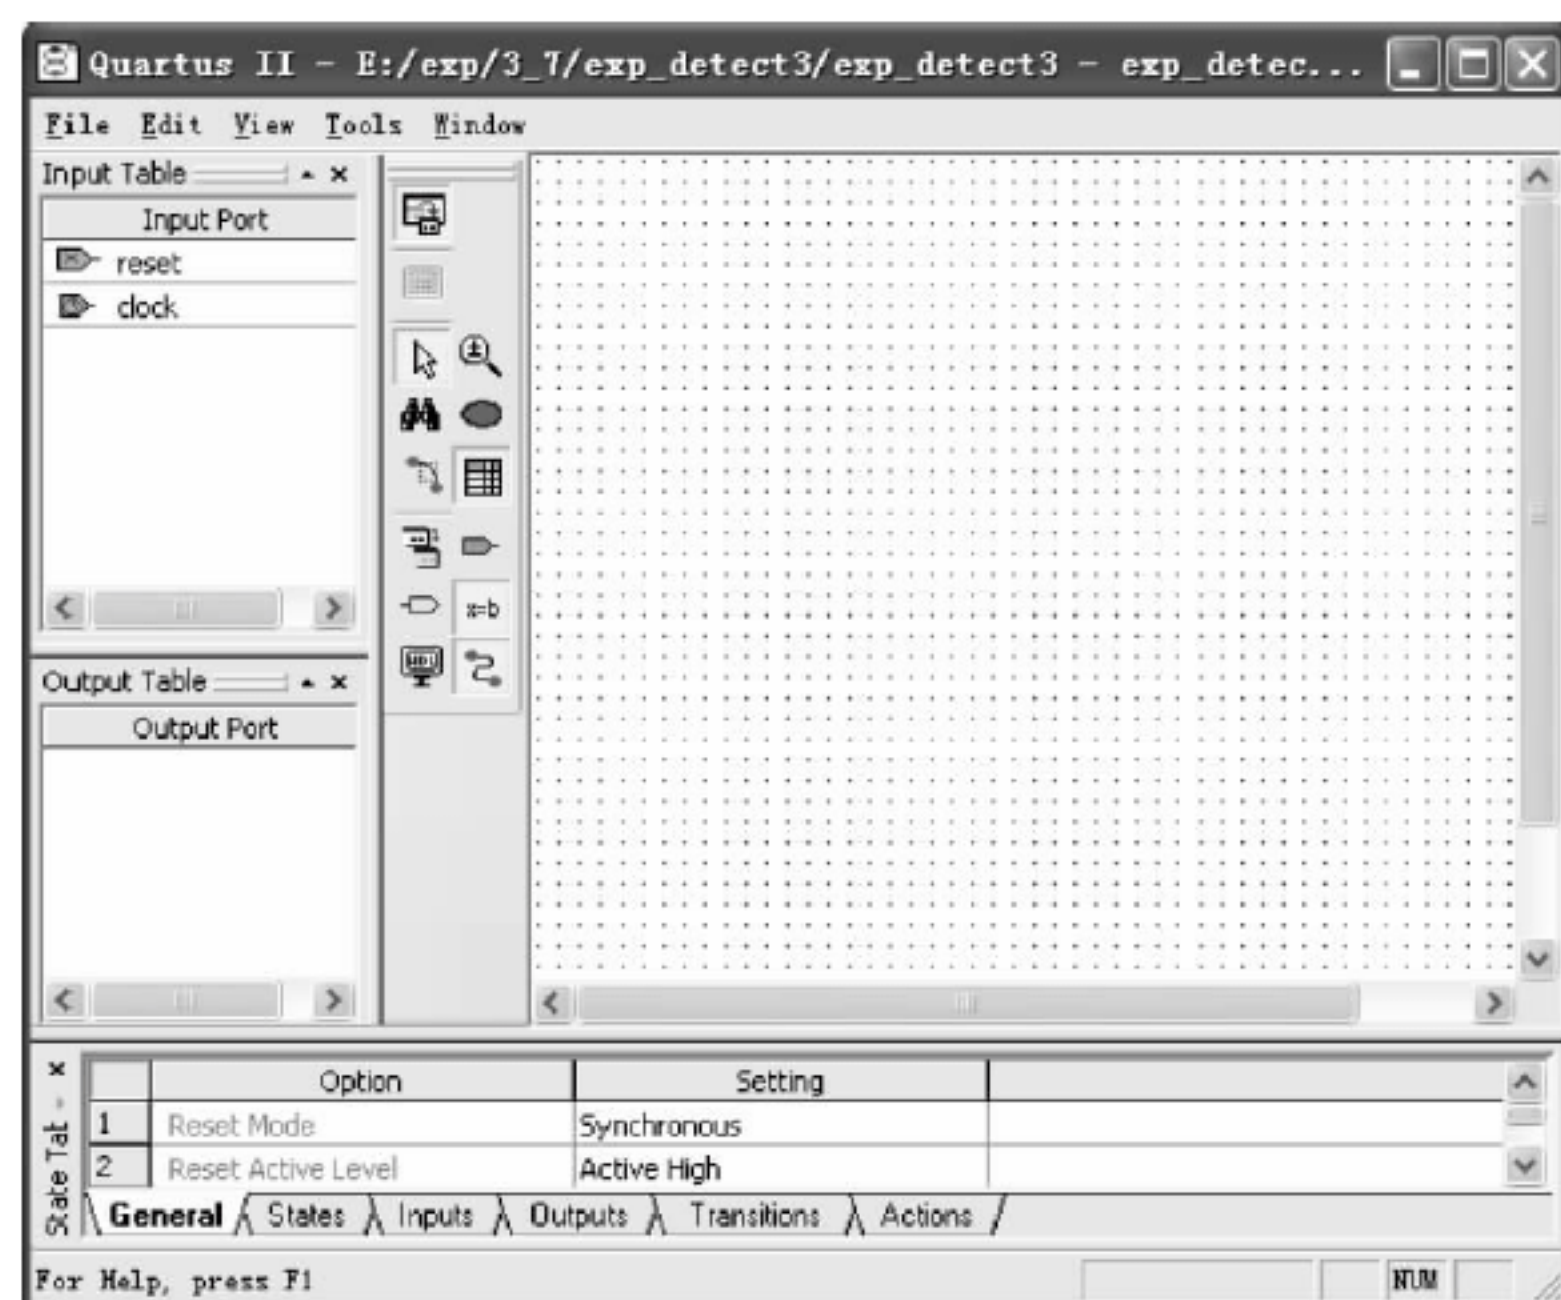 Quartus II - E:/exp/3_7/exp_detect3/exp_detect3 - exp_detec...
File Edit View Tools Window
Input Table
Input Port
reset
clock
Output Table
Output Port
x=b
HDL
State Tab
Option Setting
1 Reset Mode Synchronous
2 Reset Active Level Active High
General States Inputs Outputs Transitions Actions
For Help, press F1 NUM